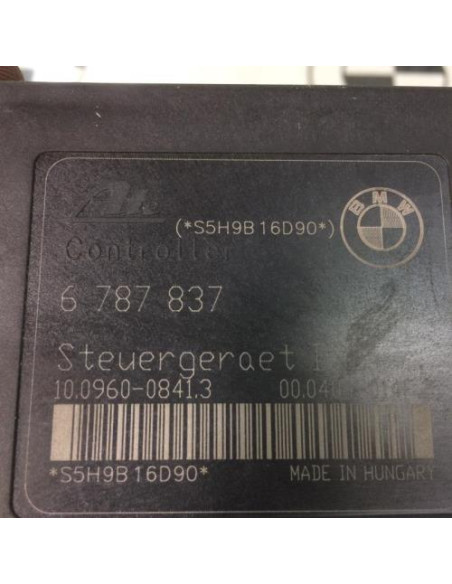 BMW
(*S5H9B16D90*)
Controller
6 787 837
Steuergeraet
10.0960-0841.3
*S5H9B16D90* MADE IN HUNGARY